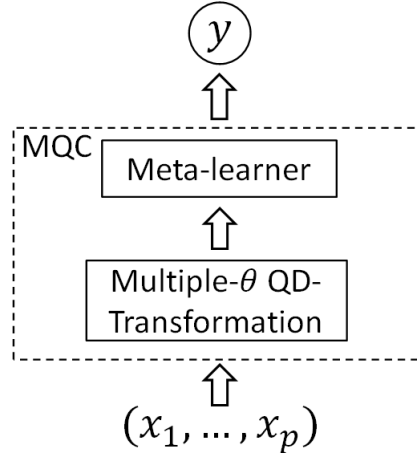 y
MQC
Meta-learner
Multiple-θ QD-
Transformation
(x₁, ..., xₚ)